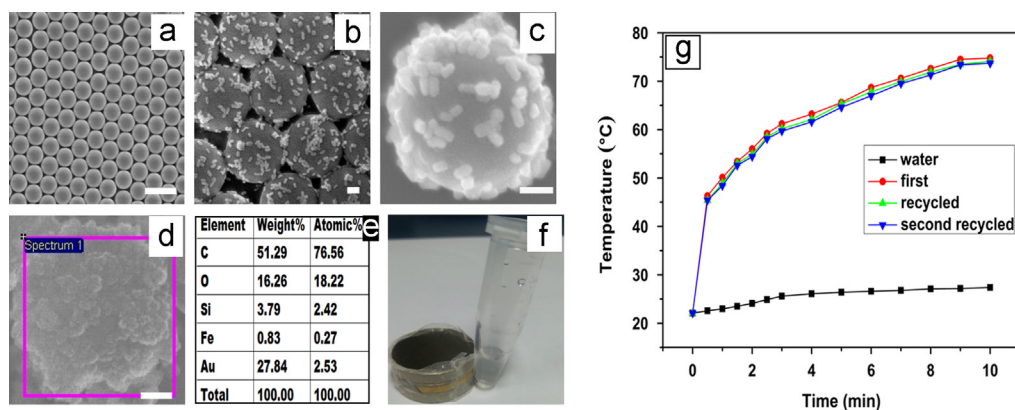 a
b
c
d
Spectrum 1
Element Weight% Atomic%
C 51.29 76.56
O 16.26 18.22
Si 3.79 2.42
Fe 0.83 0.27
Au 27.84 2.53
Total 100.00 100.00
e
f
g
80
70
60
50
40
30
20
Temperature (°C)
water
first
recycled
second recycled
0 2 4 6 8 10
Time (min)